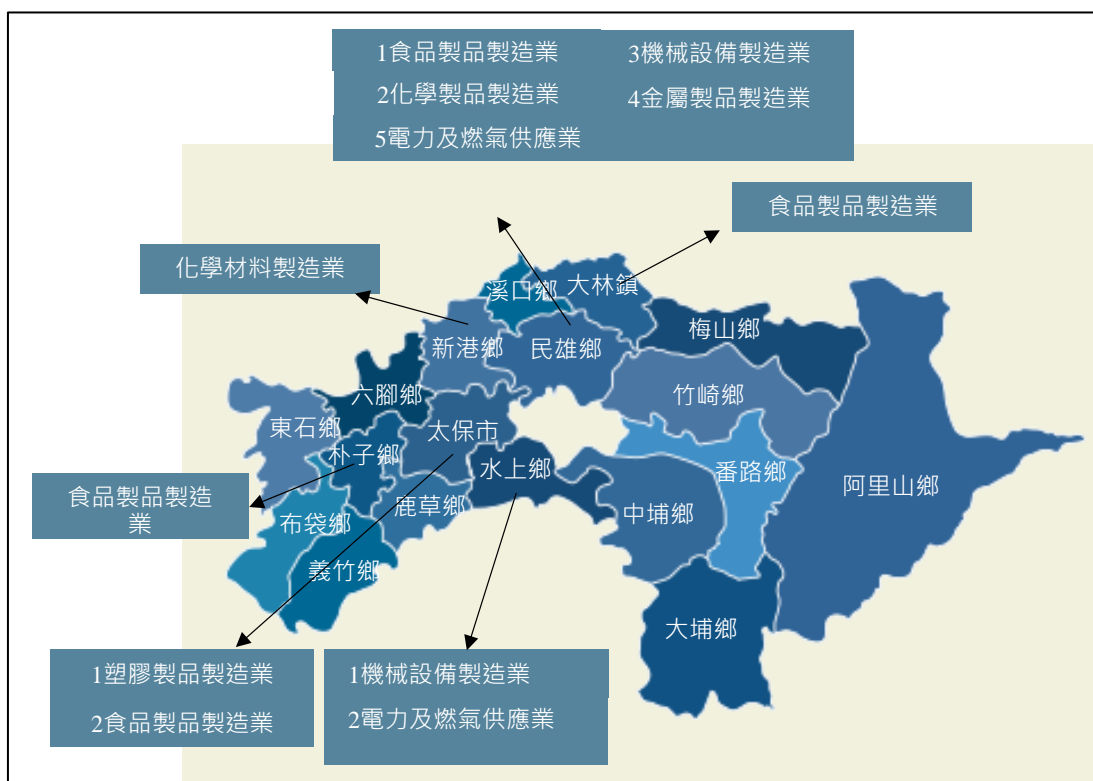 1食品製品製造業
3機械設備製造業
2化學製品製造業
4金屬製品製造業
5電力及燃氣供應業
食品製品製造業
化學材料製造業
溪口鄉
大林鎮
梅山鄉
新港鄉
民雄鄉
竹崎鄉
六腳鄉
東石鄉
太保市
朴子鄉
水上鄉
番路鄉
阿里山鄉
食品製品製造
業
布袋鄉
鹿草鄉
中埔鄉
義竹鄉
大埔鄉
1塑膠製品製造業
2食品製品製造業
1機械設備製造業
2電力及燃氣供應業